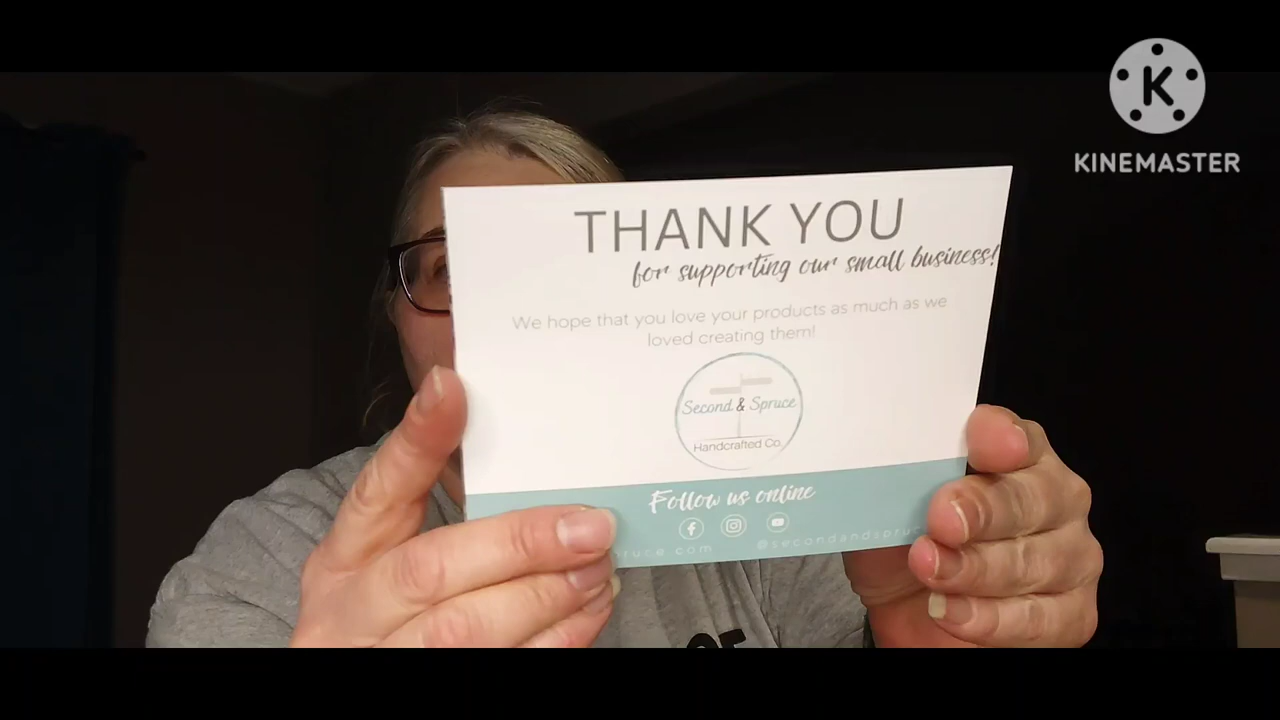 KINEMASTER
THANK YOU
for supporting our small business!
We hope that you love your products as much as we
loved creating them!
Second & Spruce
Handcrafted Co.
Follow us online